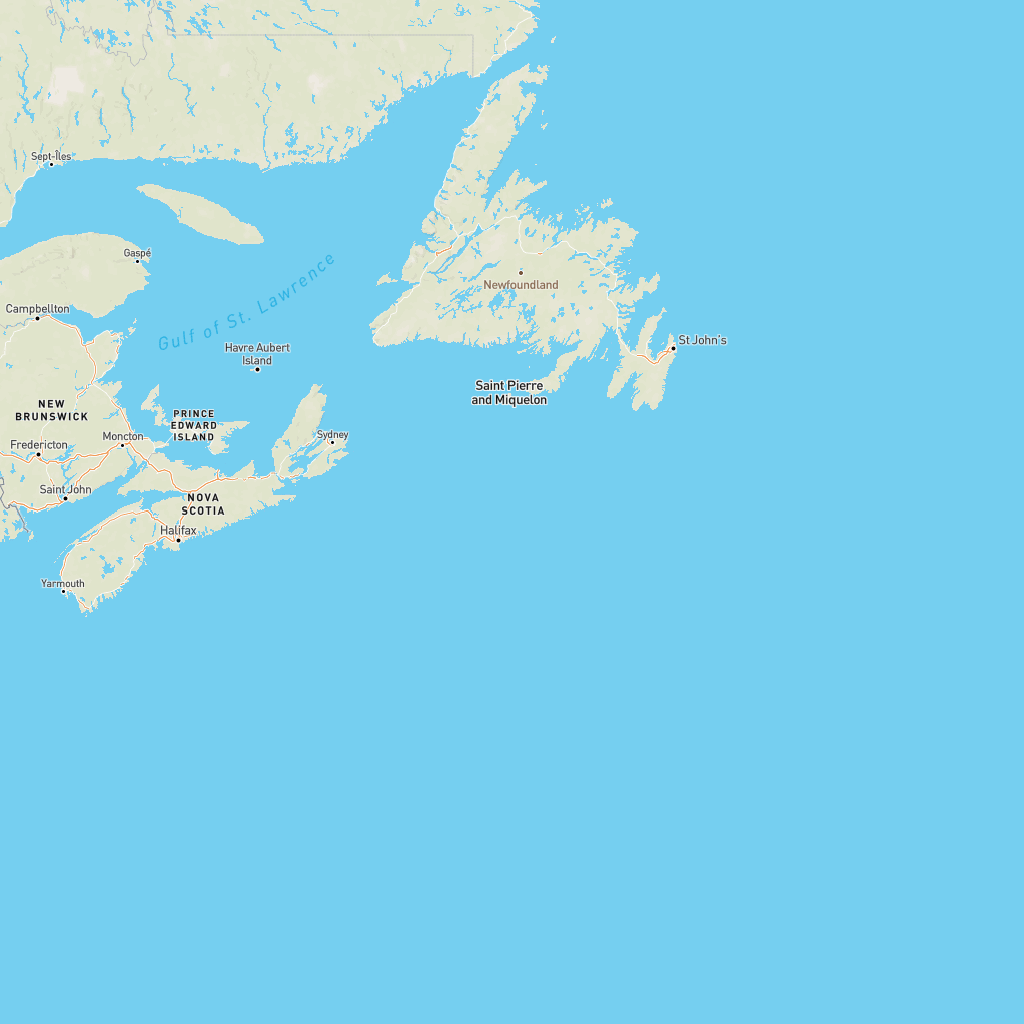 Sept-Îles
Gaspé
Gulf of St. Lawrence
Newfoundland
Campbellton
St John's
Havre Aubert
Island
Saint Pierre
and Miquelon
NEW
BRUNSWICK
PRINCE
EDWARD
ISLAND
Moncton
Sydney
Fredericton
Saint John
NOVA
SCOTIA
Halifax
Yarmouth